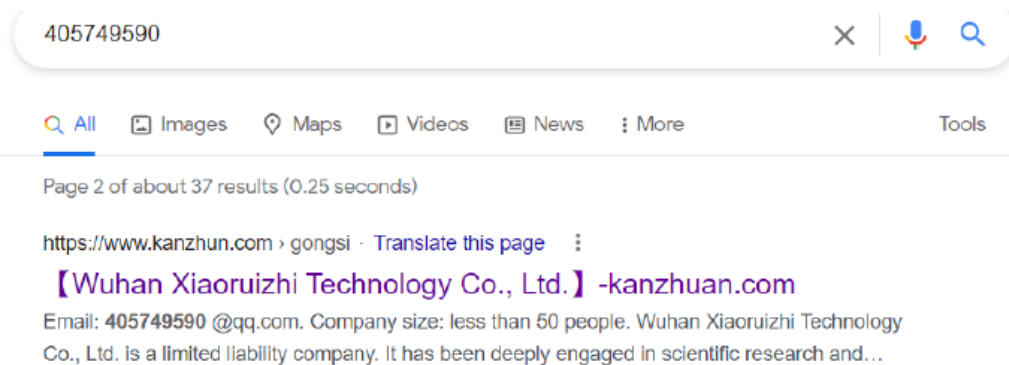 405749590
All Images Maps Videos News More Tools
Page 2 of about 37 results (0.25 seconds)
https://www.kanzhun.com › gongsi · Translate this page
【Wuhan Xiaoruizhi Technology Co., Ltd.】-kanzhuan.com
Email: 405749590 @qq.com. Company size: less than 50 people. Wuhan Xiaoruizhi Technology
Co., Ltd. is a limited liability company. It has been deeply engaged in scientific research and...